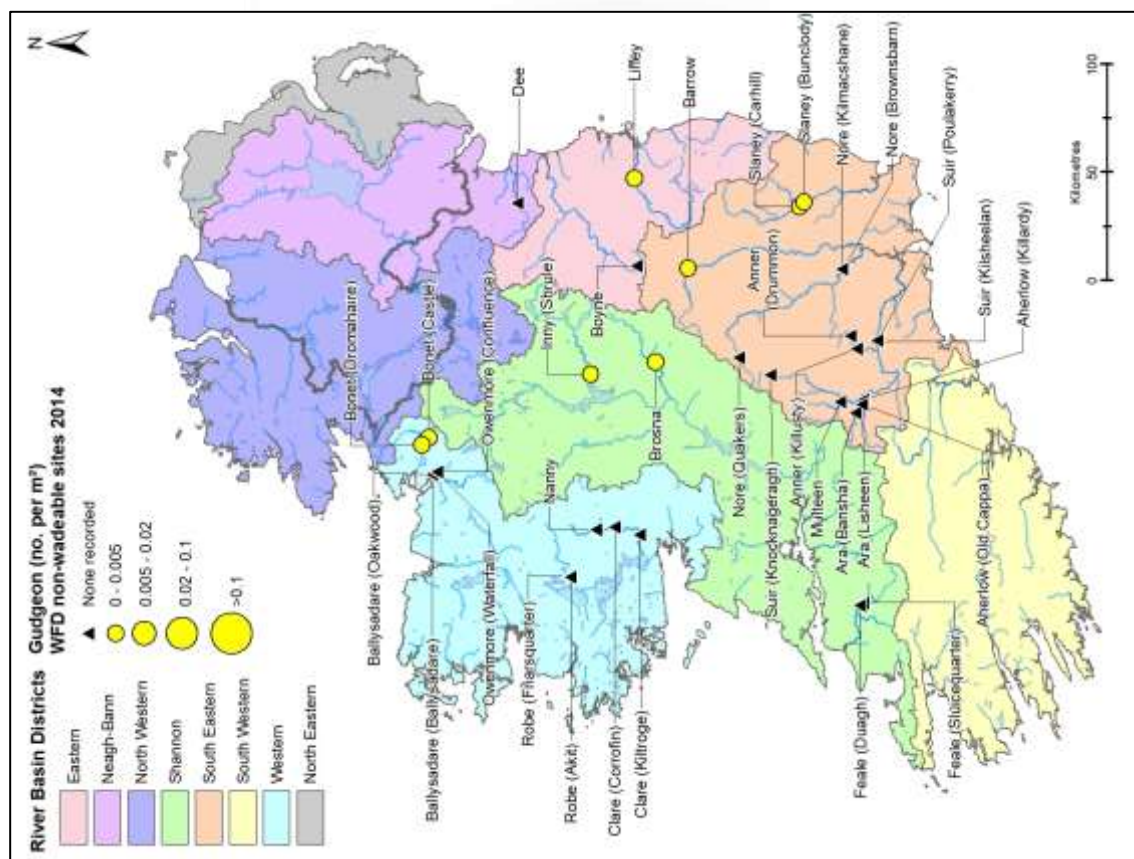 River Basin Districts
Eastern
Neagh-Bann
North Western
Shannon
South Eastern
South Western
Western
North Eastern
Gudgeon (no. per m²)
WFD non-wadeable sites 2014
None recorded
0 - 0.005
0.005 - 0.02
0.02 - 0.1
>0.1
N
Ballysadare (Oakwood)
Ballysadare (Ballysadare)
Owenmore (Waterfall)
Owenmore (Confluence)
Bonet (Dromahaire)
Bonet (Castle)
Robe (Friarsquarter)
Robe (Akit)
Nanny
Clare (Corrofin)
Clare (Kiltroge)
Inny (Shrule)
Brosna
Boyne
Dee
Liffey
Barrow
Slaney (Carhill)
Slaney (Bunclody)
Nore (Kilmacshane)
Nore (Brownsbarn)
Suir (Poulakerry)
Suir (Kilsheelan)
Aherlow (Killardy)
Anner (Drummon)
Nore (Quakers)
Suir (Knocknageragh)
Anner (Killusty)
Multeen
Ara (Bansha)
Ara (Lisheen)
Aherlow (Old Cappa)
Feale (Duagh)
Feale (Sluicequarter)
0
50
100
Kilometres